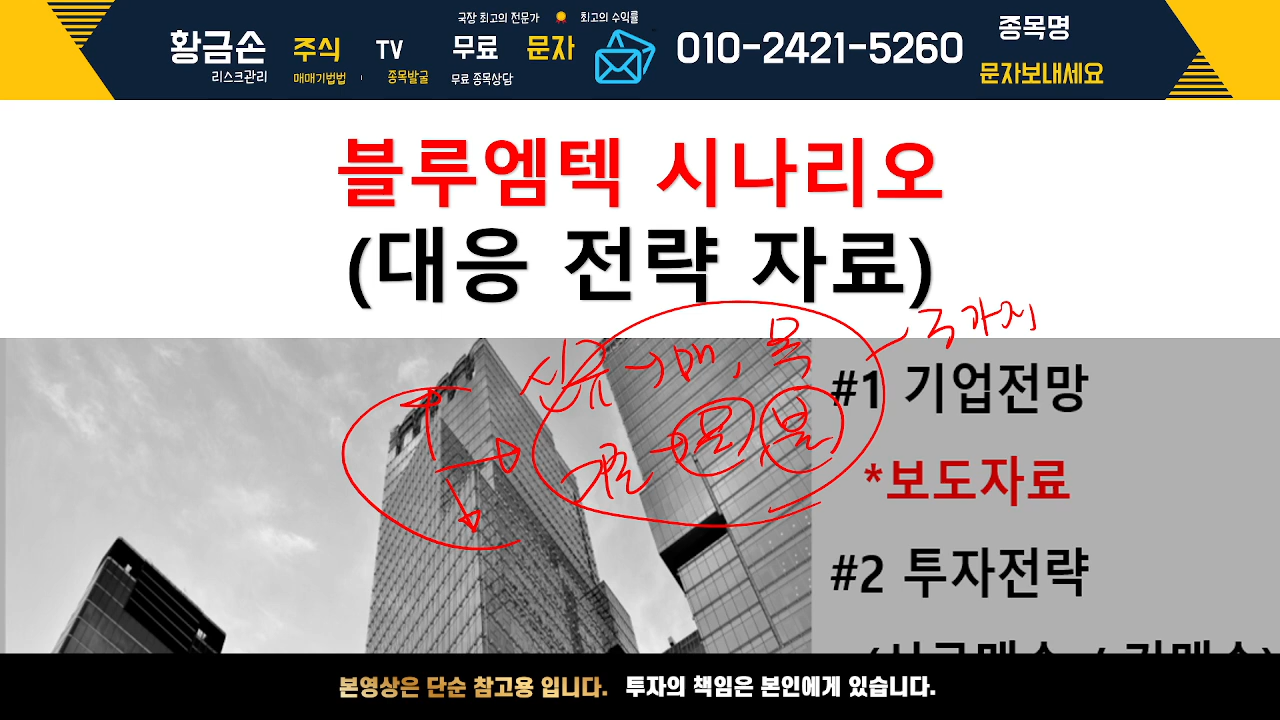 국장 최고의 전문가 최고의 수익률
황금손 주식 TV 무료 문자 010-2421-5260 종목명
리스크관리 매매기법법 종목발굴 무료 종목상담 문자보내세요
블루엠텍 시나리오
(대응 전략 자료)
신규 → 매, 목
3가지
#1 기업전망
*보도자료
#2 투자전략
본영상은 단순 참고용 입니다. 투자의 책임은 본인에게 있습니다.